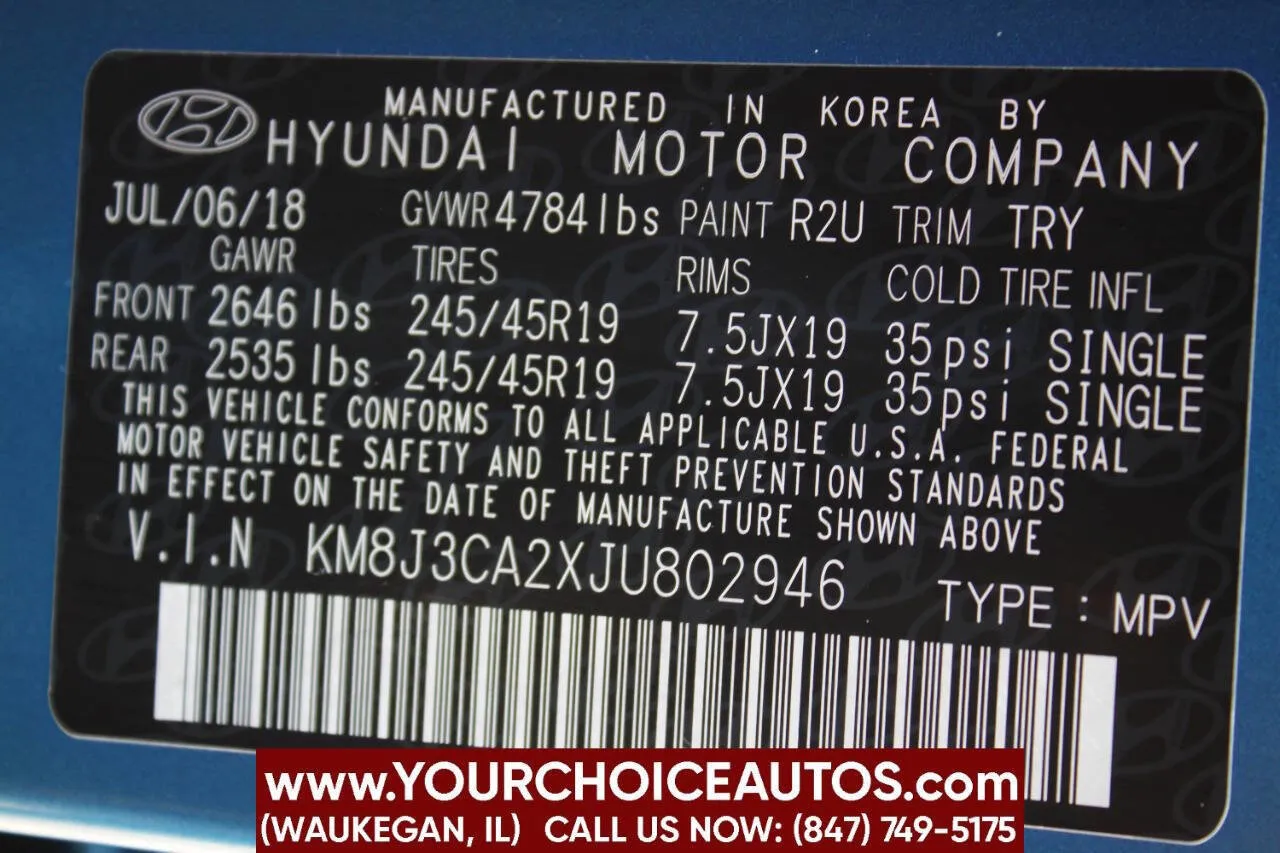 MANUFACTURED IN KOREA BY
HYUNDAI MOTOR COMPANY
JUL/06/18 GVWR 4784 lbs PAINT R2U TRIM TRY
GAWR TIRES RIMS COLD TIRE INFL
FRONT 2646 lbs 245/45R19 7.5JX19 35psi SINGLE
REAR 2535 lbs 245/45R19 7.5JX19 35psi SINGLE
THIS VEHICLE CONFORMS TO ALL APPLICABLE U.S.A. FEDERAL
MOTOR VEHICLE SAFETY AND THEFT PREVENTION STANDARDS
IN EFFECT ON THE DATE OF MANUFACTURE SHOWN ABOVE
V.I.N KM8J3CA2XJU802946 TYPE : MPV
www.YOURCHOICEAUTOS.com
(WAUKEGAN, IL) CALL US NOW: (847) 749-5175